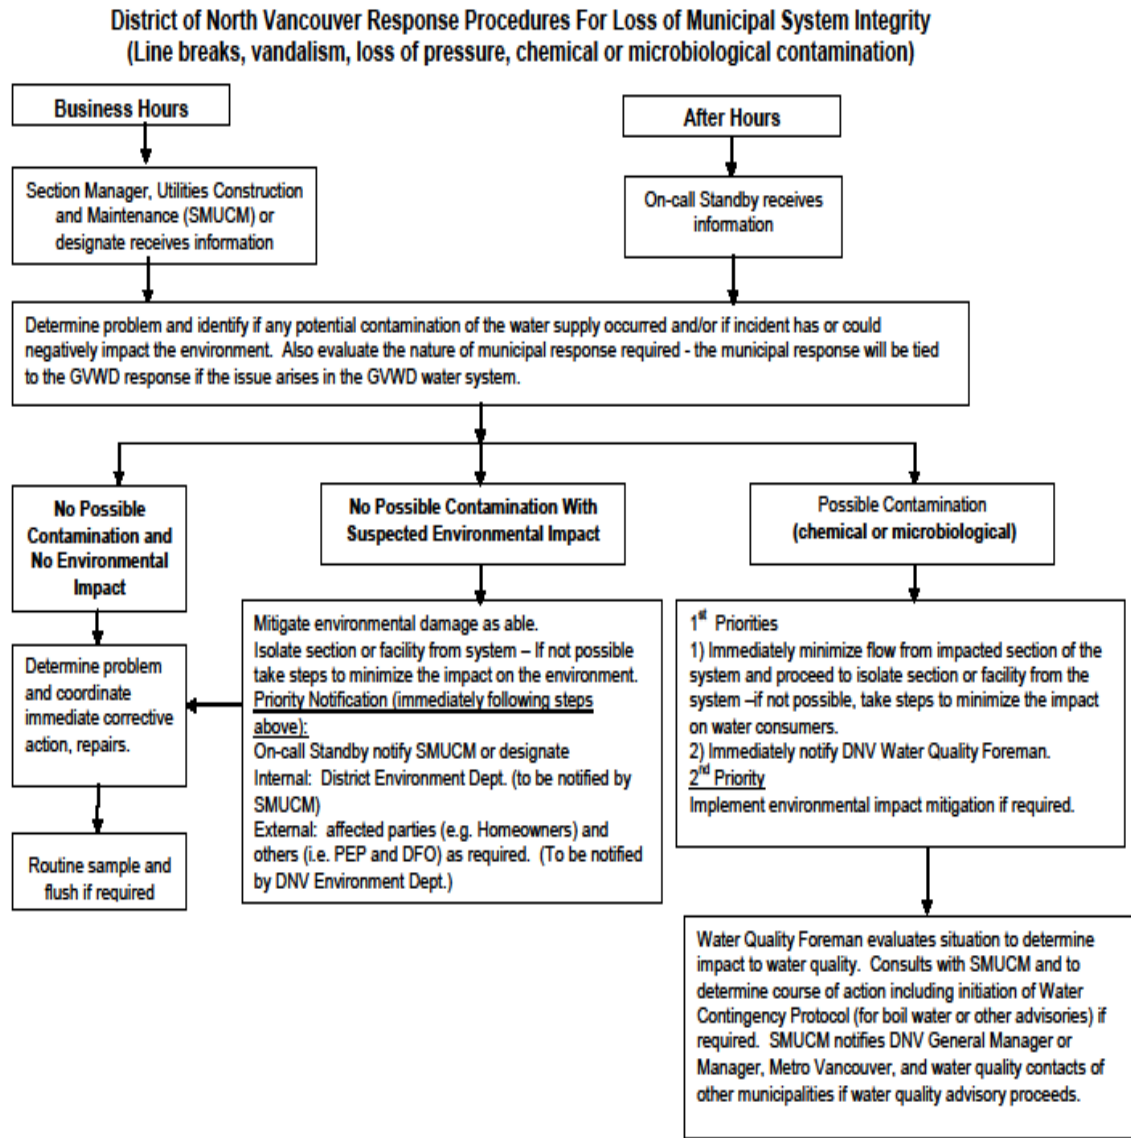 District of North Vancouver Response Procedures For Loss of Municipal System Integrity
(Line breaks, vandalism, loss of pressure, chemical or microbiological contamination)
Business Hours
After Hours
Section Manager, Utilities Construction
and Maintenance (SMUCM) or
designate receives information
On-call Standby receives
information
Determine problem and identify if any potential contamination of the water supply occurred and/or if incident has or could
negatively impact the environment. Also evaluate the nature of municipal response required - the municipal response will be tied
to the GVWD response if the issue arises in the GVWD water system.
No Possible
Contamination and
No Environmental
Impact
No Possible Contamination With
Suspected Environmental Impact
Possible Contamination
(chemical or microbiological)
Determine problem
and coordinate
immediate corrective
action, repairs.
Routine sample and
flush if required
Mitigate environmental damage as able.
Isolate section or facility from system – If not possible
take steps to minimize the impact on the environment.
Priority Notification (immediately following steps
above):
On-call Standby notify SMUCM or designate
Internal: District Environment Dept. (to be notified by
SMUCM)
External: affected parties (e.g. Homeowners) and
others (i.e. PEP and DFO) as required. (To be notified
by DNV Environment Dept.)
1st Priorities
1) Immediately minimize flow from impacted section of the
system and proceed to isolate section or facility from the
system –if not possible, take steps to minimize the impact
on water consumers.
2) Immediately notify DNV Water Quality Foreman.
2nd Priority
Implement environmental impact mitigation if required.
Water Quality Foreman evaluates situation to determine
impact to water quality. Consults with SMUCM and to
determine course of action including initiation of Water
Contingency Protocol (for boil water or other advisories) if
required. SMUCM notifies DNV General Manager or
Manager, Metro Vancouver, and water quality contacts of
other municipalities if water quality advisory proceeds.